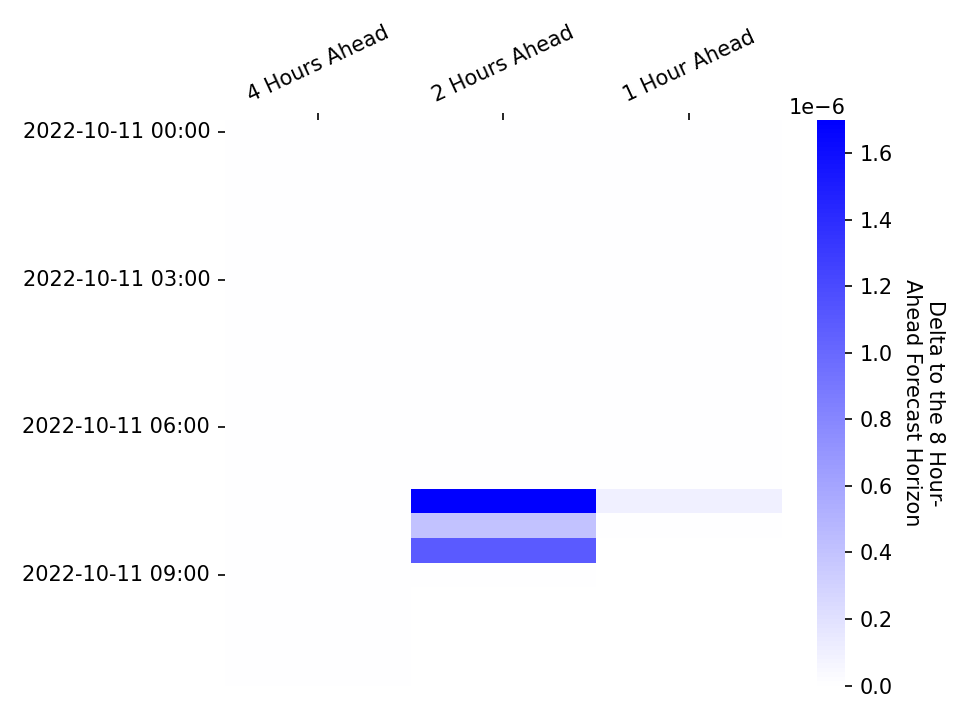 4 Hours Ahead
2 Hours Ahead
1 Hour Ahead
2022-10-11 00:00
2022-10-11 03:00
2022-10-11 06:00
2022-10-11 09:00
1e−6
1.6
1.4
1.2
1.0
0.8
0.6
0.4
0.2
0.0
Delta to the 8 Hour-
Ahead Forecast Horizon